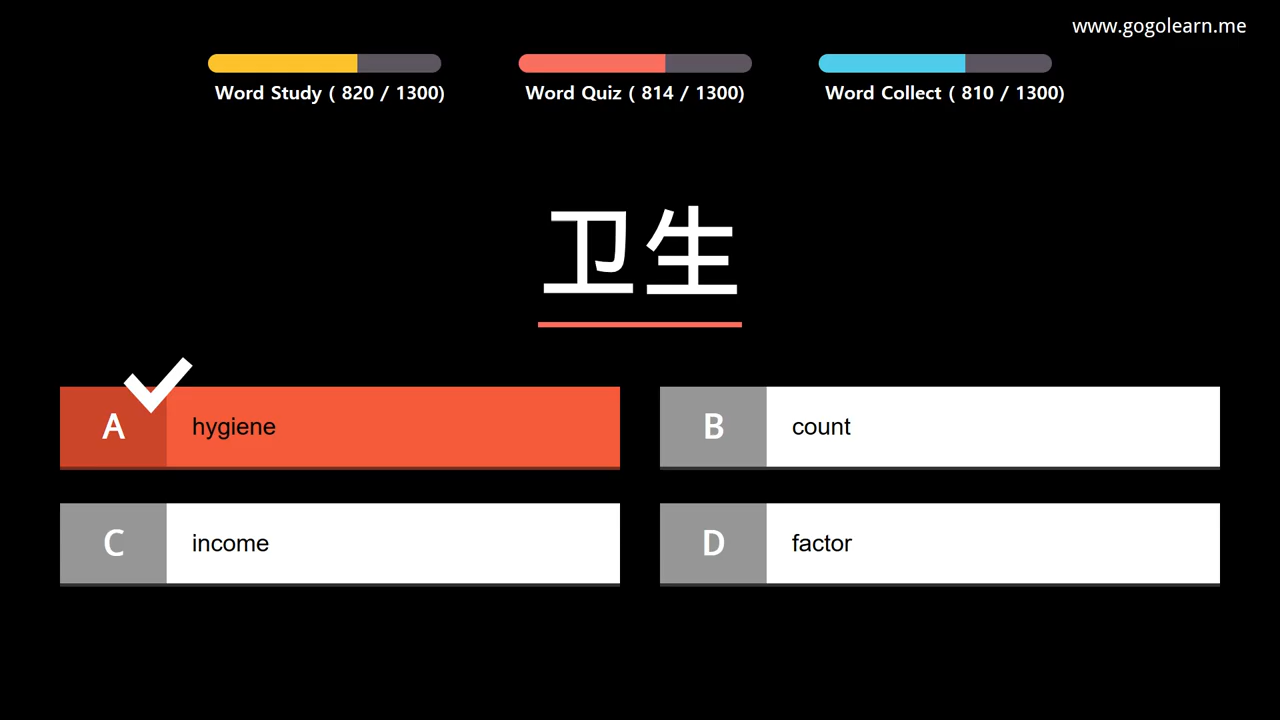 www.gogolearn.me
Word Study ( 820 / 1300)
Word Quiz ( 814 / 1300)
Word Collect ( 810 / 1300)
卫生
A hygiene
B count
C income
D factor